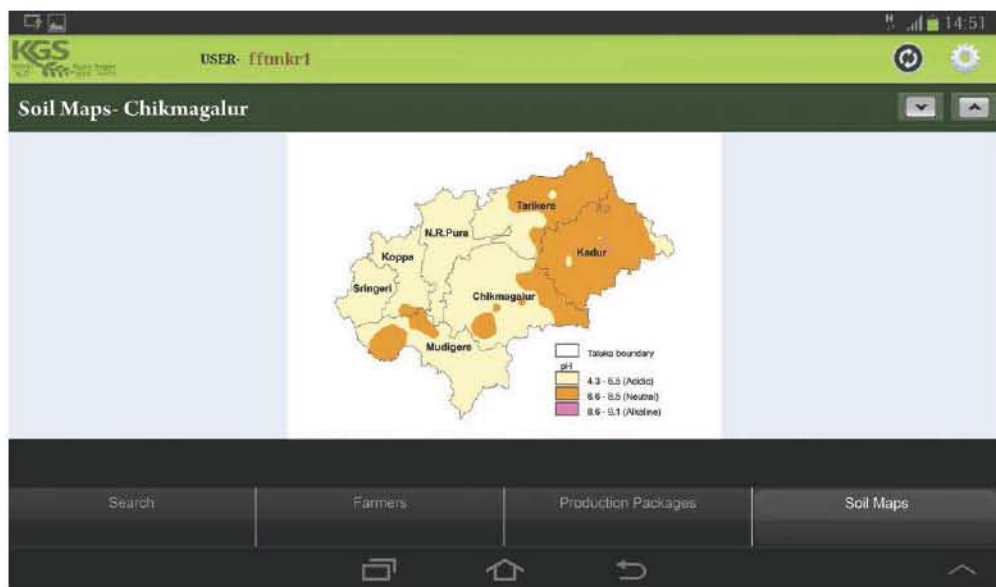 14:51
KGS
USER- fftmkr1
Soil Maps- Chikmagalur
Tarikere
N.R.Pura
Koppa
Kadur
Sringeri
Chikmagalur
Mudigere
Taluka boundary
pH
4.3 - 6.5 (Acidic)
6.6 - 8.5 (Neutral)
8.6 - 9.1 (Alkaline)
Search
Farmers
Production Packages
Soil Maps